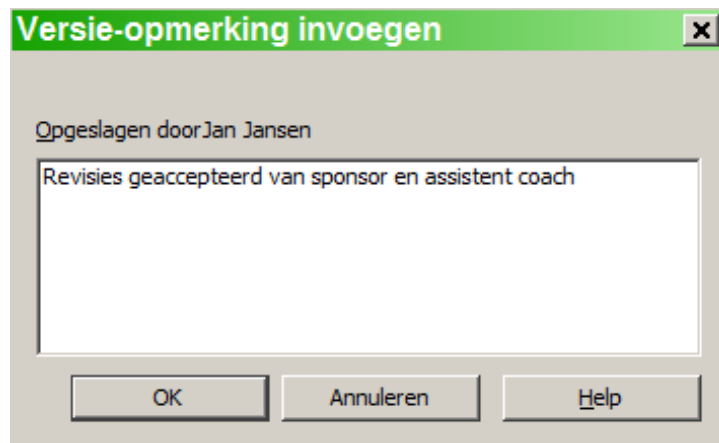 Versie-opmerking invoegen
Opgeslagen doorJan Jansen
Revisies geaccepteerd van sponsor en assistent coach
OK Annuleren Help